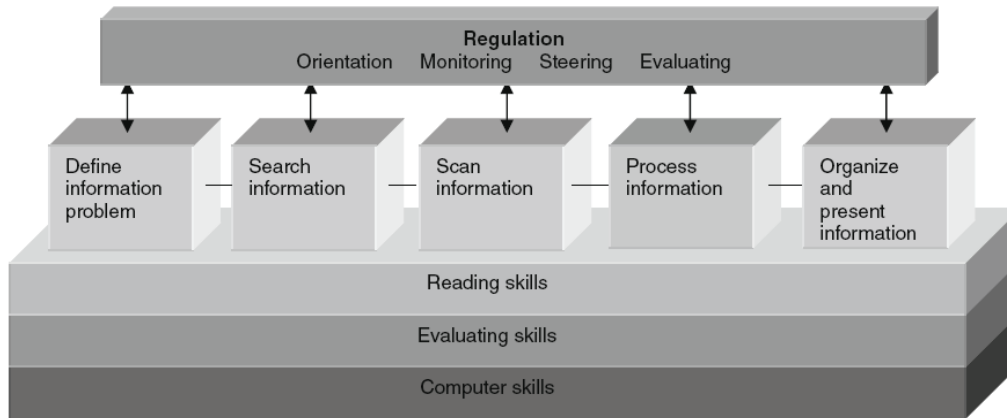 Regulation
Orientation Monitoring Steering Evaluating
Define
information
problem
Search
information
Scan
information
Process
information
Organize
and
present
information
Reading skills
Evaluating skills
Computer skills